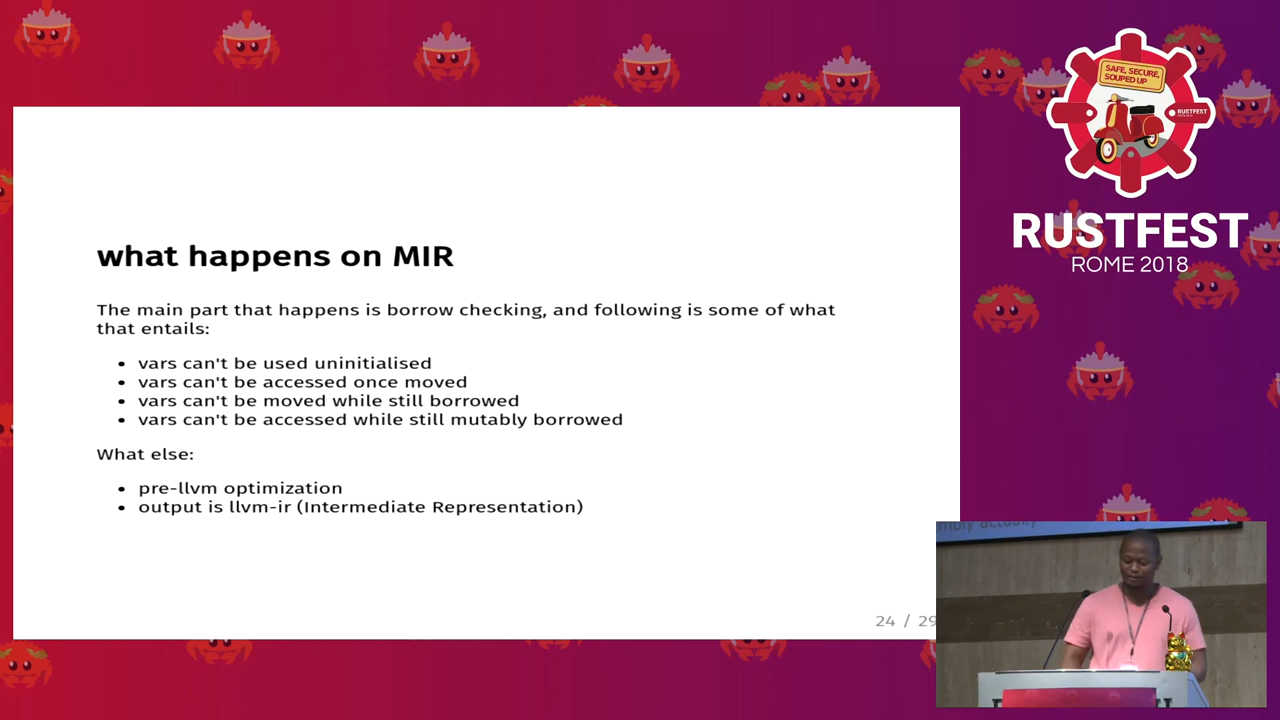 SAFE, SECURE,
SOUPED UP
RUSTFEST
RUSTFEST
ROME 2018
what happens on MIR
The main part that happens is borrow checking, and following is some of what
that entails:
• vars can't be used uninitialised
• vars can't be accessed once moved
• vars can't be moved while still borrowed
• vars can't be accessed while still mutably borrowed
What else:
• pre-llvm optimization
• output is llvm-ir (Intermediate Representation)
24 / 29
actually